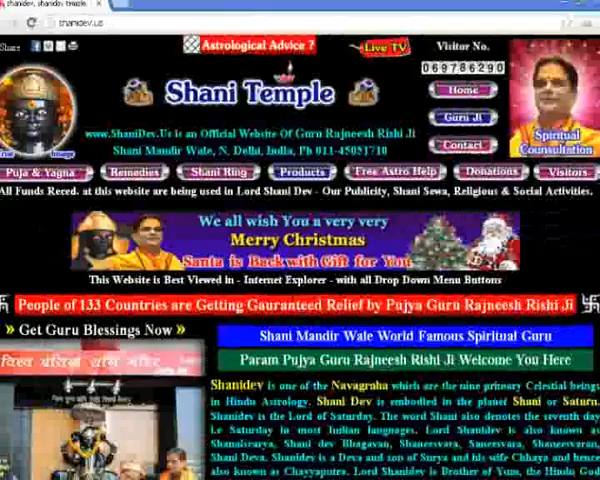 shanidev, shanidev temple,
shanidev.us
Share
Astrological Advice ?
Live TV
Visitor No.
069786290
Home
Shani Temple
Guru Ji
www.ShaniDev.Us is an Official Website Of Guru Rajneesh Rishi Ji
Shani Mandir Wale, N. Delhi, India, Ph 011-45051710
Contact
Spiritual
Counsultation
Puja & Yagna
Remedies
Shani Ring
Products
Free Astro Help
Donations
Visitors
All Funds Reced. at this website are being used in Lord Shani Dev - Our Publicity, Shani Sewa, Religious & Social Activities.
We all wish You a very very
Merry Christmas
Santa is Back with Gift for You
This Website is Best Viewed in - Internet Explorer - with all Drop Down Menu Buttons
People of 133 Countries are Getting Gauranteed Relief by Pujya Guru Rajneesh Rishi Ji
» Get Guru Blessings Now »
Shani Mandir Wale World Famous Spiritual Guru
Param Pujya Guru Rajneesh Rishi Ji Welcome You Here
Shanidev is one of the Navagraha which are the nine primary Celestial beings
in Hindu Astrology. Shani Dev is embodied in the planet Shani or Saturn.
Shanidev is the Lord of Saturday. The word Shani also denotes the seventh day
i.e Saturday in most Indian languages. Lord Shanidev is also known as
Shanaisvarya, Shani dev Bhagavan, Shaneesvara, Saneesvara, Shaneesvaran,
Shani Deva. Shanidev is a Deva and son of Surya and his wife Chhaya and hence
also known as Chayyaputra. Lord Shanidev is Brother of Yama, the Hindu God